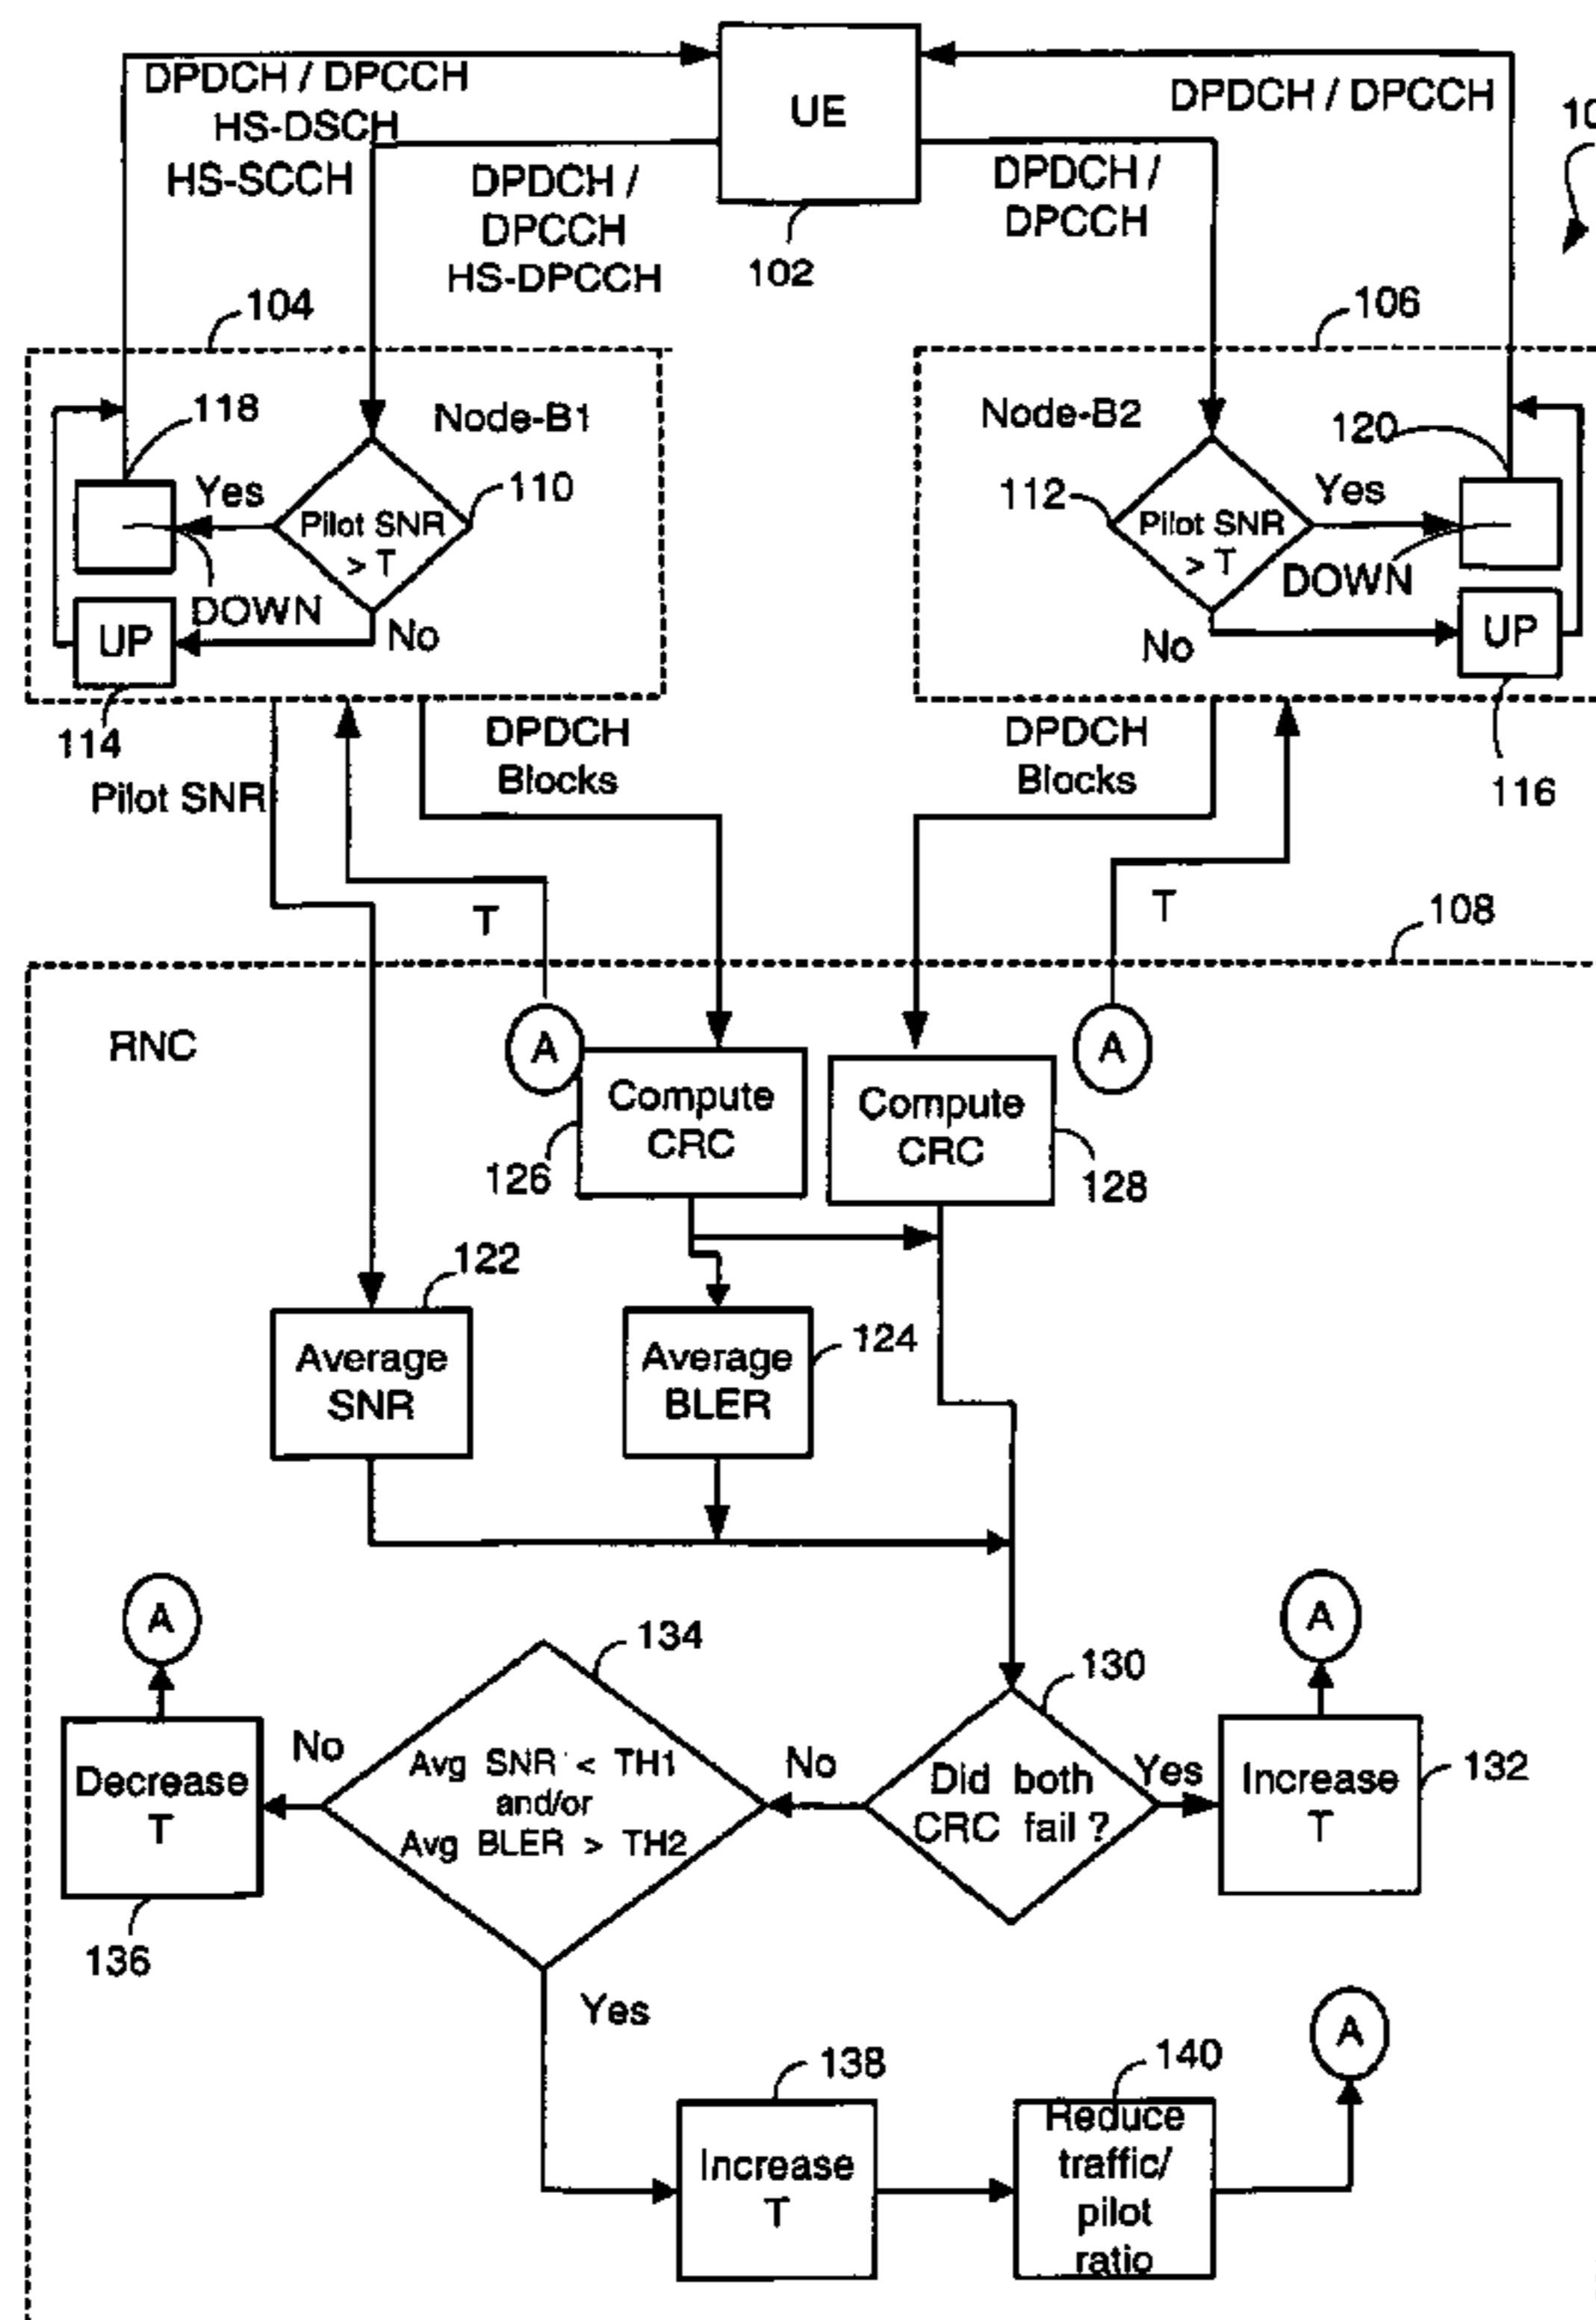 DPDCH / DPCCH
HS-DSCH
HS-SCCH
DPDCH /
DPCCH
HS-DPCCH
UE
102
DPDCH /
DPCCH
DPDCH / DPCCH
104
106
118
Node-B1
110
Yes
Pilot SNR
> T
DOWN
UP
No
114
Node-B2
120
112
Yes
Pilot SNR
> T
DOWN
UP
No
116
Pilot SNR
DPDCH
Blocks
DPDCH
Blocks
T
T
108
RNC
A
Compute
CRC
126
Compute
CRC
128
A
122
Average
SNR
124
Average
BLER
A
134
130
A
Decrease
T
No
Avg SNR < TH1
and/or
Avg BLER > TH2
No
Did both
CRC fail ?
Yes
Increase
T
132
136
Yes
138
140
A
Increase
T
Reduce
traffic/
pilot
ratio